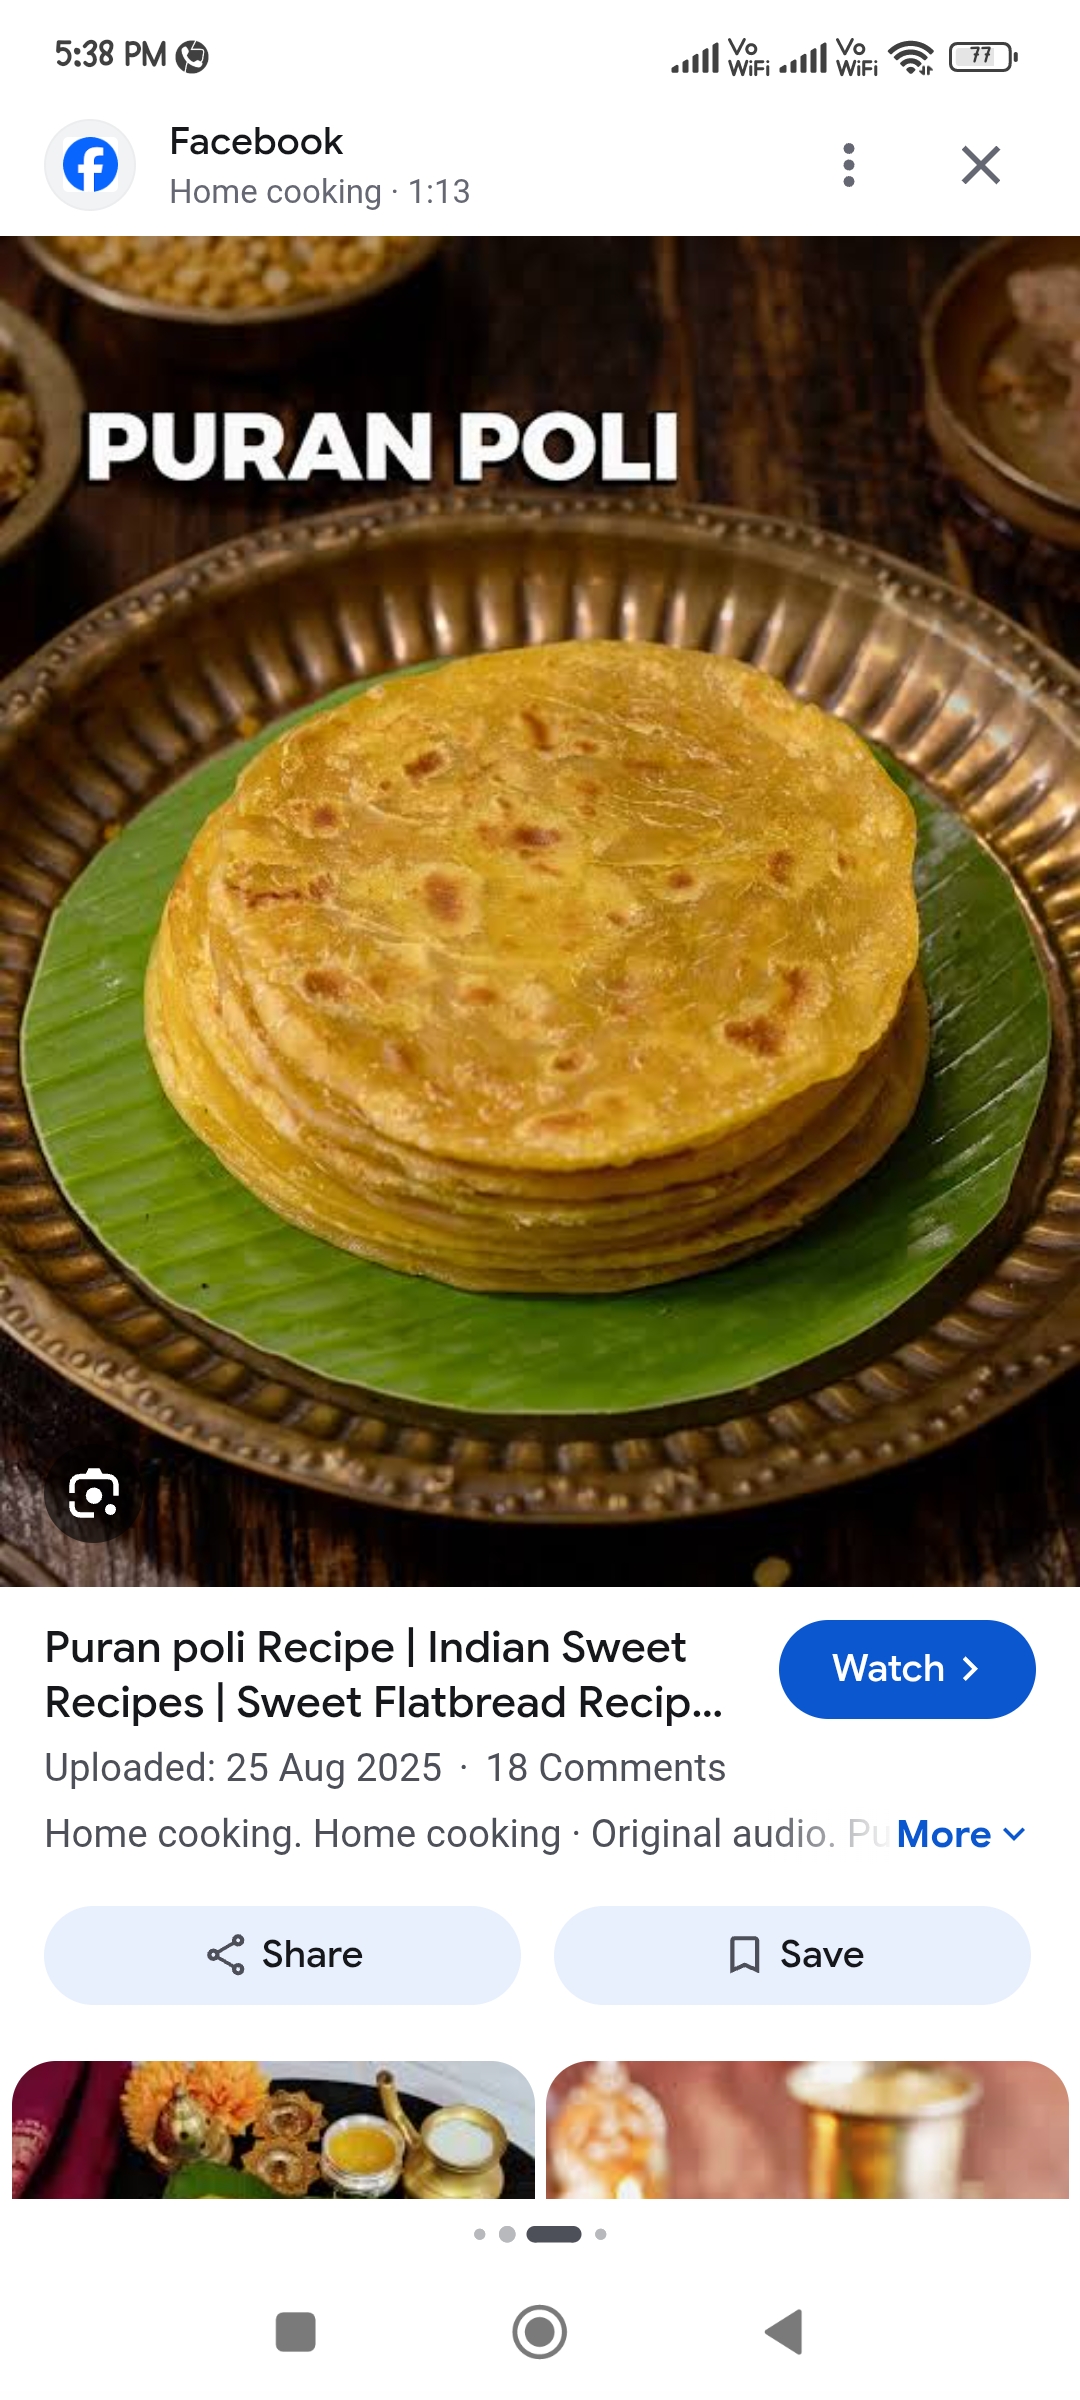 5:38 PM
Vo WiFi Vo WiFi 77
Facebook
Home cooking · 1:13
PURAN POLI
Puran poli Recipe | Indian Sweet
Recipes | Sweet Flatbread Recip...
Watch
Uploaded: 25 Aug 2025 · 18 Comments
Home cooking. Home cooking · Original audio. Pu More
Share
Save